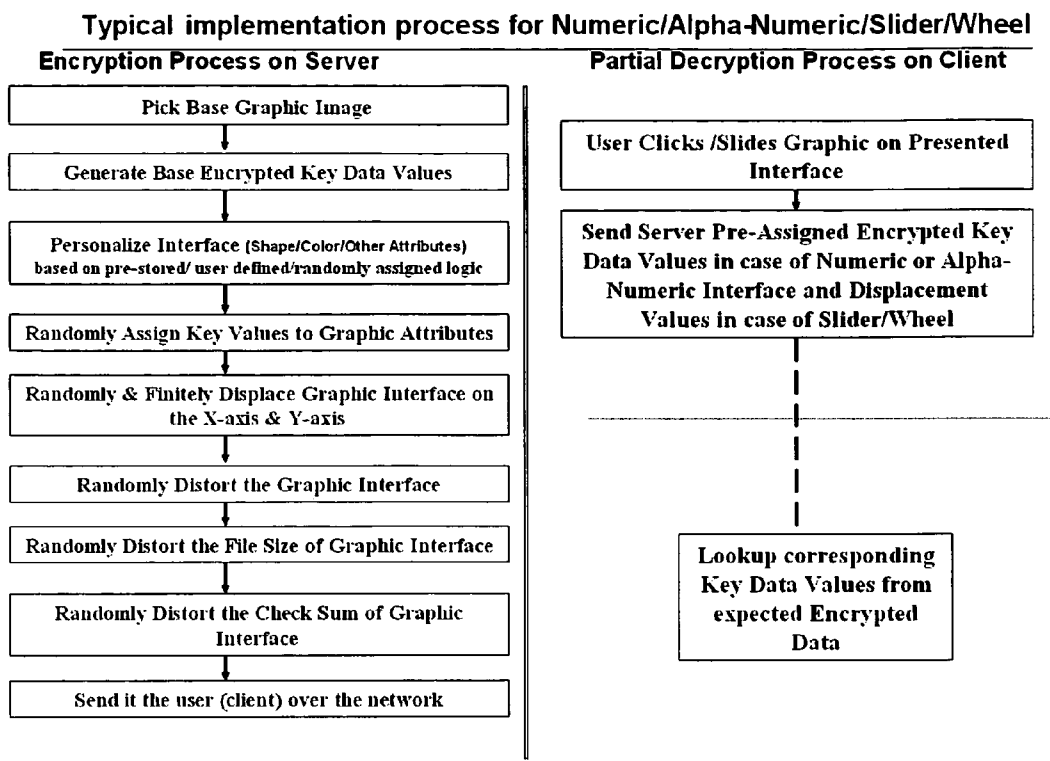 Typical implementation process for Numeric/Alpha-Numeric/Slider/Wheel
Encryption Process on Server
Pick Base Graphic Image
Generate Base Encrypted Key Data Values
Personalize Interface (Shape/Color/Other Attributes)
based on pre-stored/ user defined/randomly assigned logic
Randomly Assign Key Values to Graphic Attributes
Randomly & Finitely Displace Graphic Interface on
the X-axis & Y-axis
Randomly Distort the Graphic Interface
Randomly Distort the File Size of Graphic Interface
Randomly Distort the Check Sum of Graphic
Interface
Send it the user (client) over the network
Partial Decryption Process on Client
User Clicks /Slides Graphic on Presented
Interface
Send Server Pre-Assigned Encrypted Key
Data Values in case of Numeric or Alpha-
Numeric Interface and Displacement
Values in case of Slider/Wheel
Lookup corresponding
Key Data Values from
expected Encrypted
Data